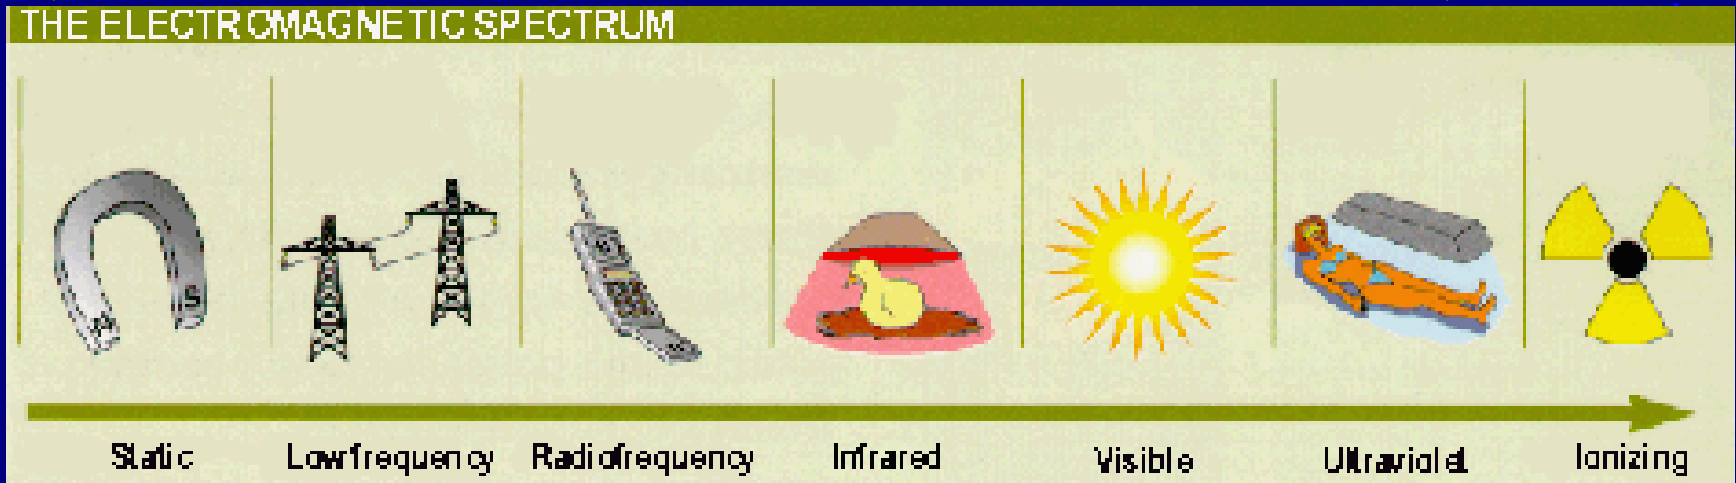 THE ELECTROMAGNETIC SPECTRUM
S
Static Low frequency Radiofrequency Infrared Visible Ultraviolet Ionizing